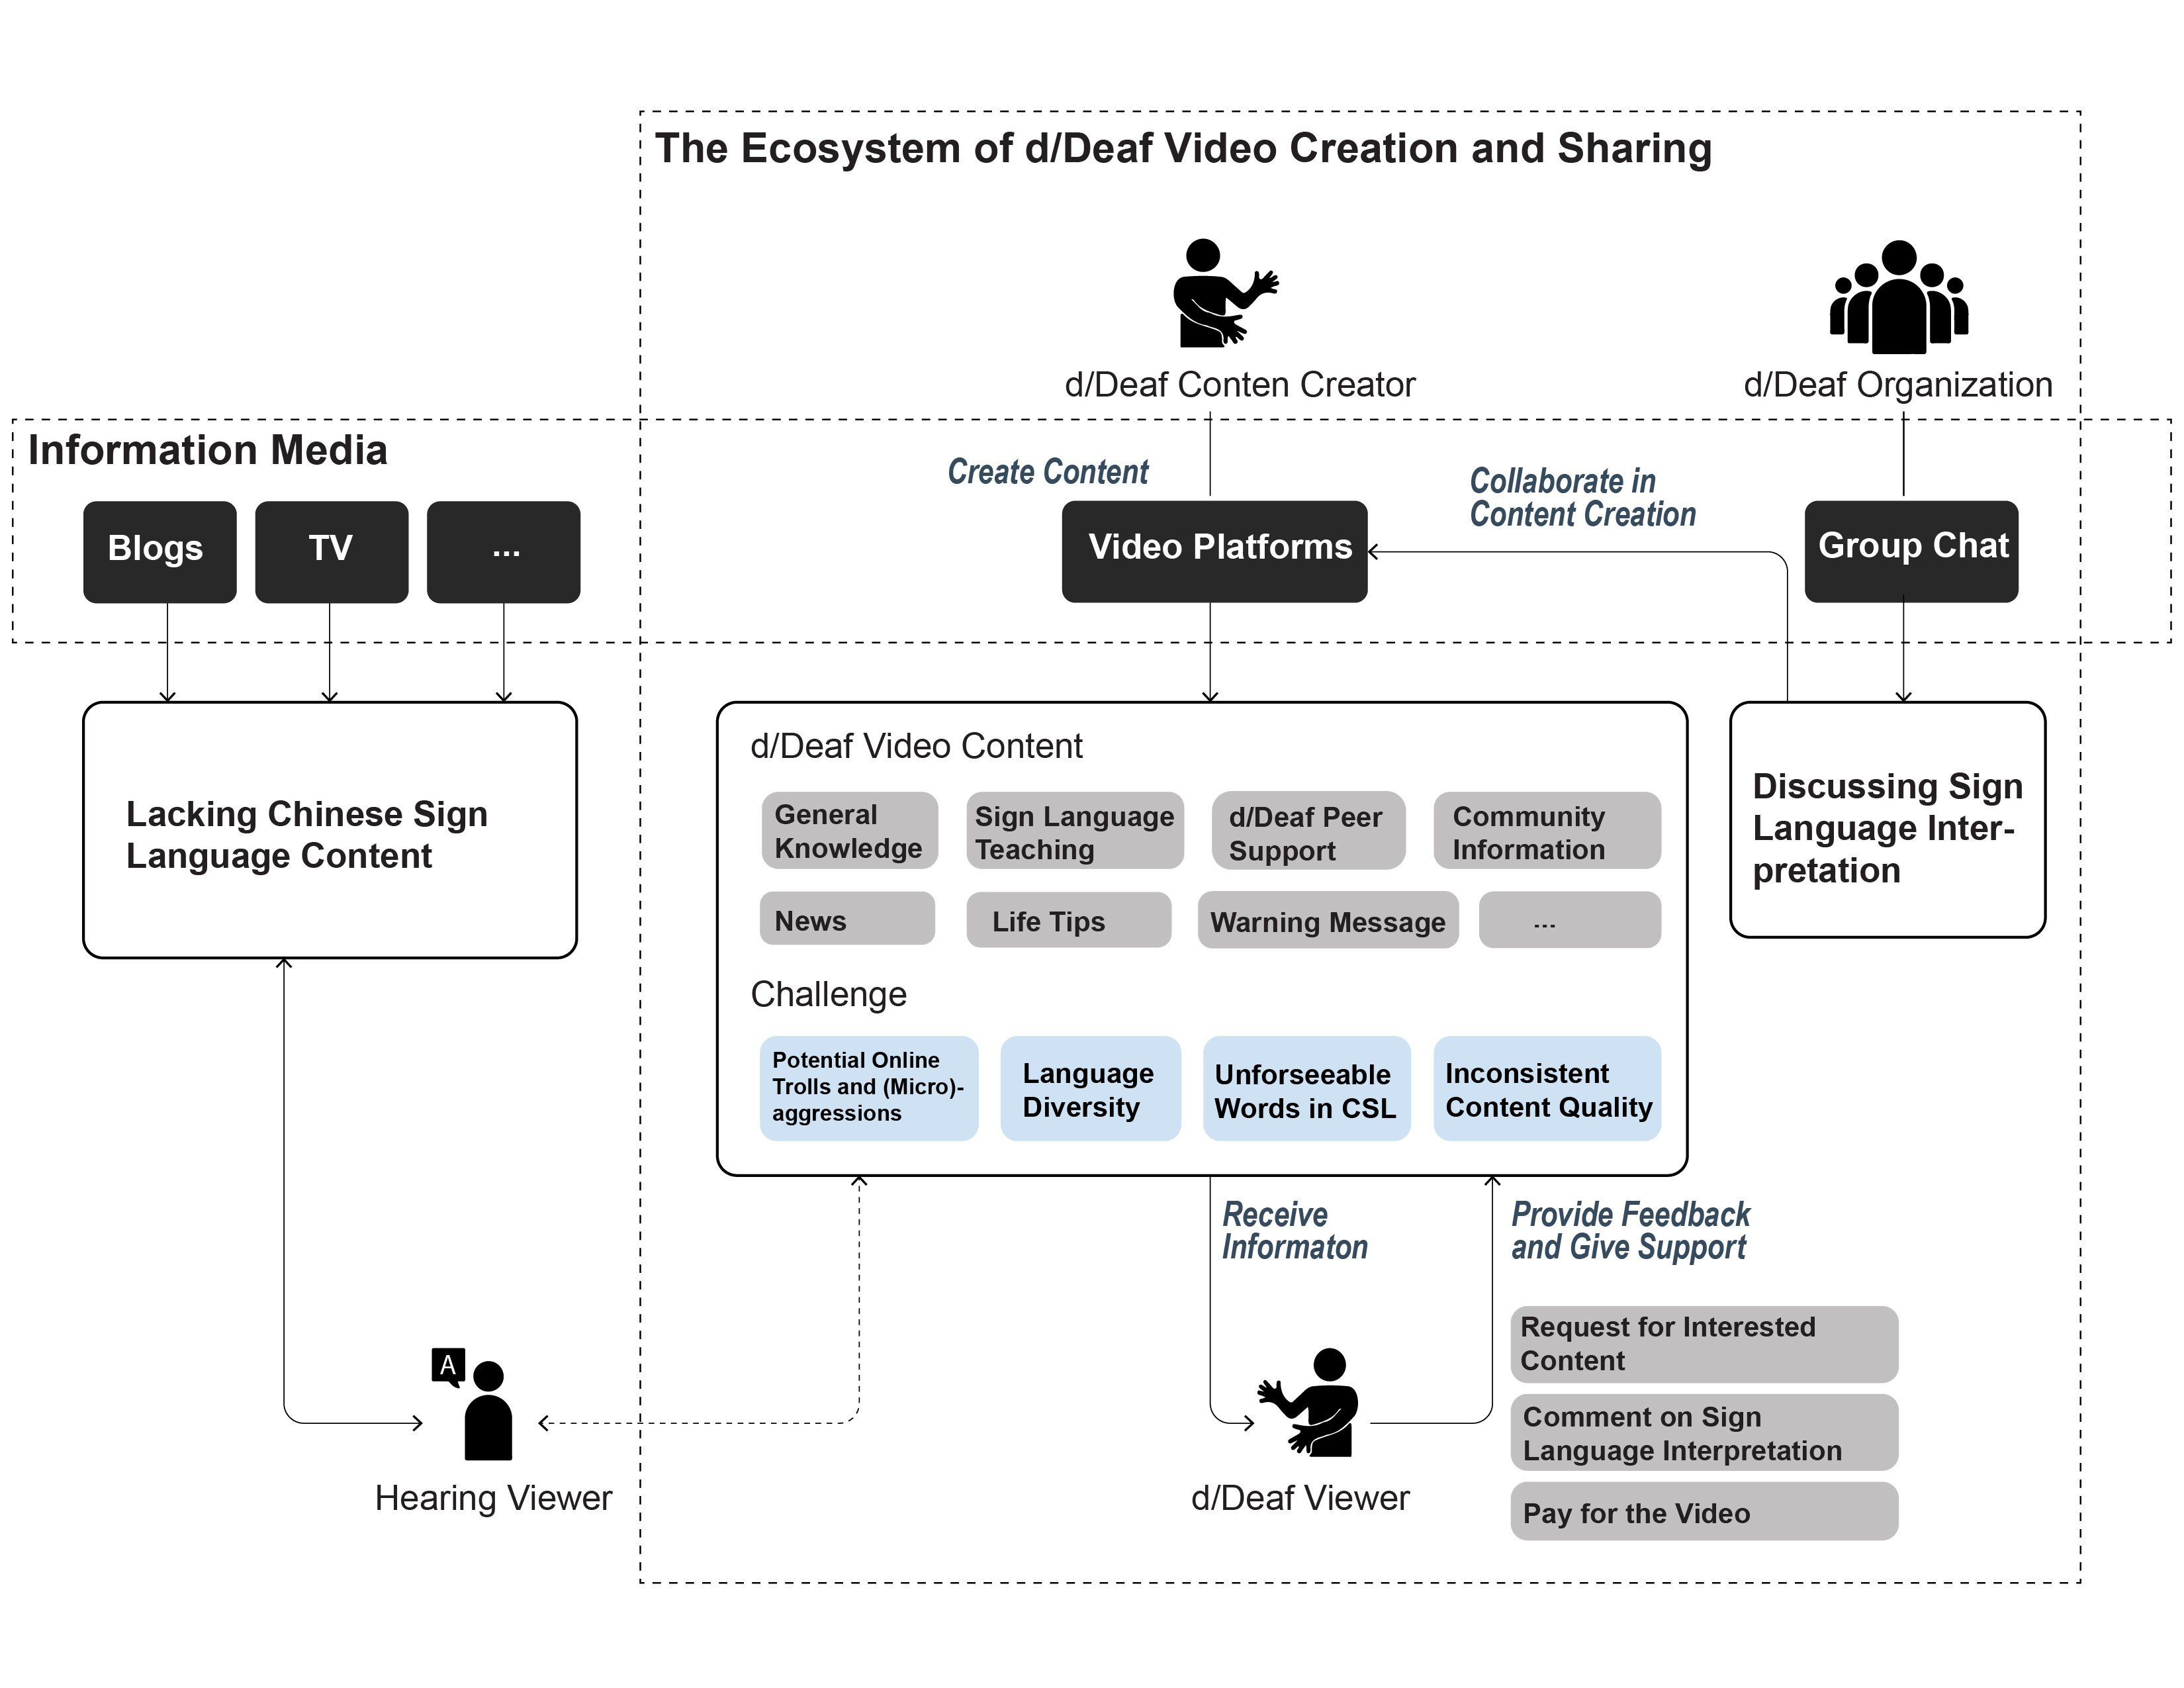 The Ecosystem of d/Deaf Video Creation and Sharing
d/Deaf Conten Creator
d/Deaf Organization
Information Media
Create Content
Collaborate in
Content Creation
Blogs
TV
...
Video Platforms
Group Chat
Lacking Chinese Sign
Language Content
d/Deaf Video Content
General
Knowledge
Sign Language
Teaching
d/Deaf Peer
Support
Community
Information
News
Life Tips
Warning Message
...
Challenge
Potential Online
Trolls and (Micro)-
aggressions
Language
Diversity
Unforseeable
Words in CSL
Inconsistent
Content Quality
Discussing Sign
Language Inter-
pretation
Receive
Informaton
Provide Feedback
and Give Support
A
Hearing Viewer
d/Deaf Viewer
Request for Interested
Content
Comment on Sign
Language Interpretation
Pay for the Video